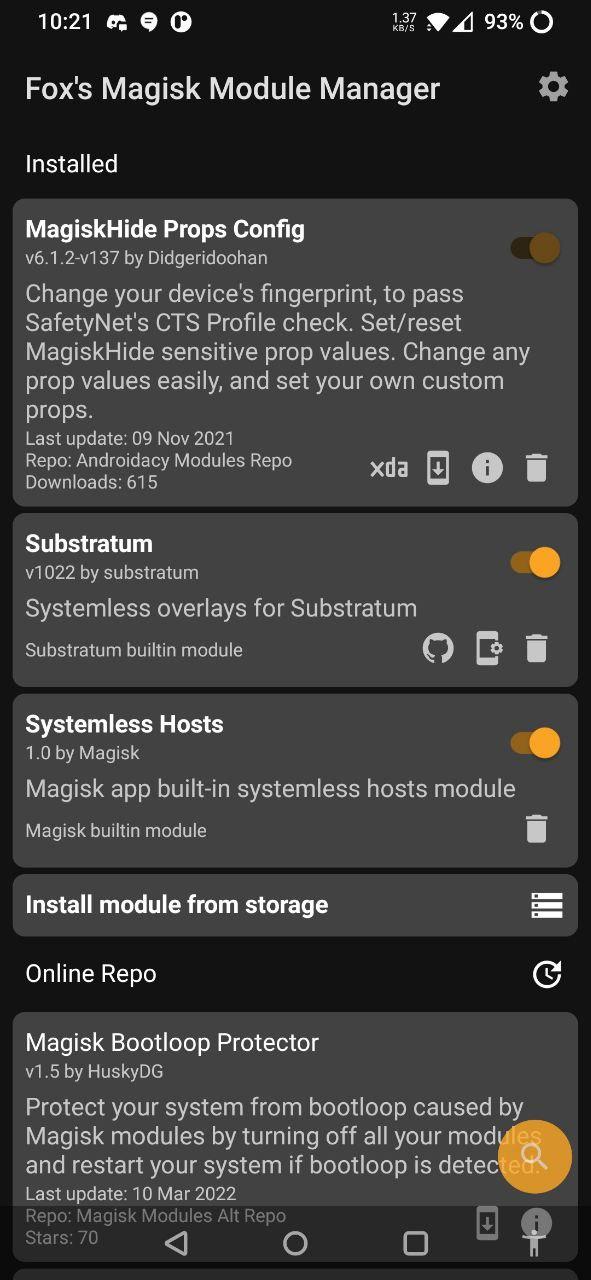 10:21
1.37
KB/S
93%
Fox's Magisk Module Manager
Installed
MagiskHide Props Config
v6.1.2-v137 by Didgeridoohan
Change your device's fingerprint, to pass
SafetyNet's CTS Profile check. Set/reset
MagiskHide sensitive prop values. Change any
prop values easily, and set your own custom
props.
Last update: 09 Nov 2021
Repo: Androidacy Modules Repo
Downloads: 615
xda
Substratum
v1022 by substratum
Systemless overlays for Substratum
Substratum builtin module
Systemless Hosts
1.0 by Magisk
Magisk app built-in systemless hosts module
Magisk builtin module
Install module from storage
Online Repo
Magisk Bootloop Protector
v1.5 by HuskyDG
Protect your system from bootloop caused by
Magisk modules by turning off all your modules
and restart your system if bootloop is detected.
Last update: 10 Mar 2022
Repo: Magisk Modules Alt Repo
Stars: 70